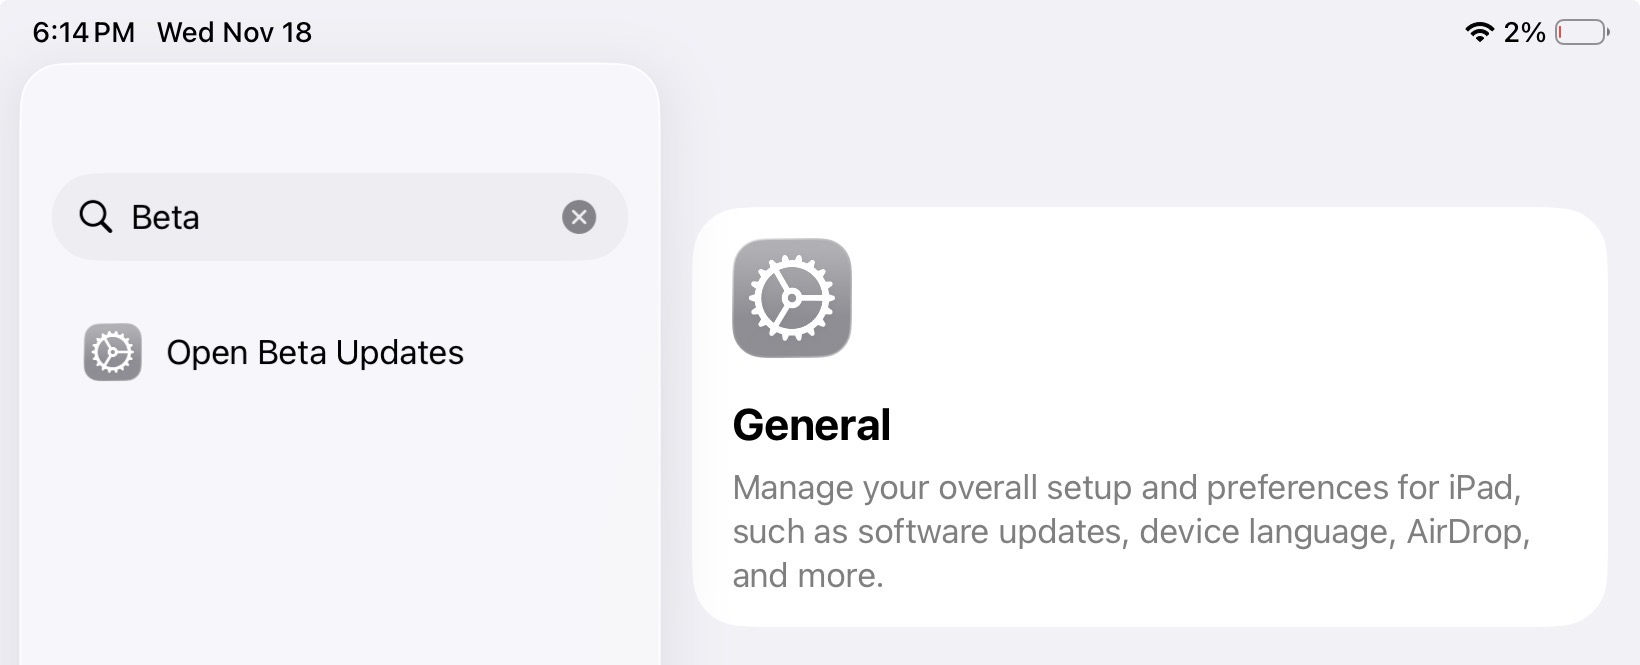 6:14 PM Wed Nov 18
2%
Beta
Open Beta Updates
General
Manage your overall setup and preferences for iPad,
such as software updates, device language, AirDrop,
and more.